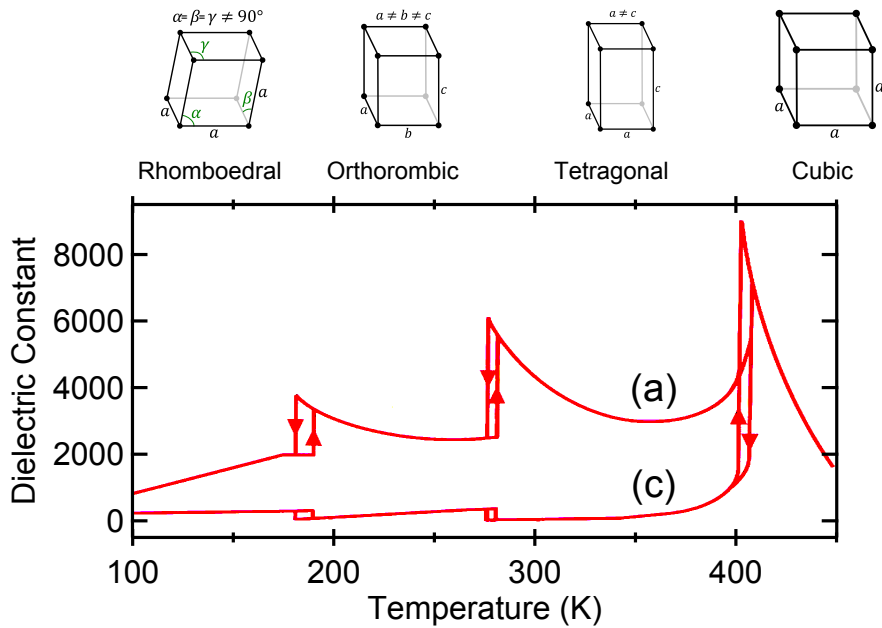 α=β=γ ≠ 90°
γ
β
α
a
a
a
a ≠ b ≠ c
c
a
b
a ≠ c
c
a
a
a
a
a
Rhomboedral
Orthorombic
Tetragonal
Cubic
Dielectric Constant
8000
6000
4000
2000
0
(a)
(c)
100
200
300
400
Temperature (K)